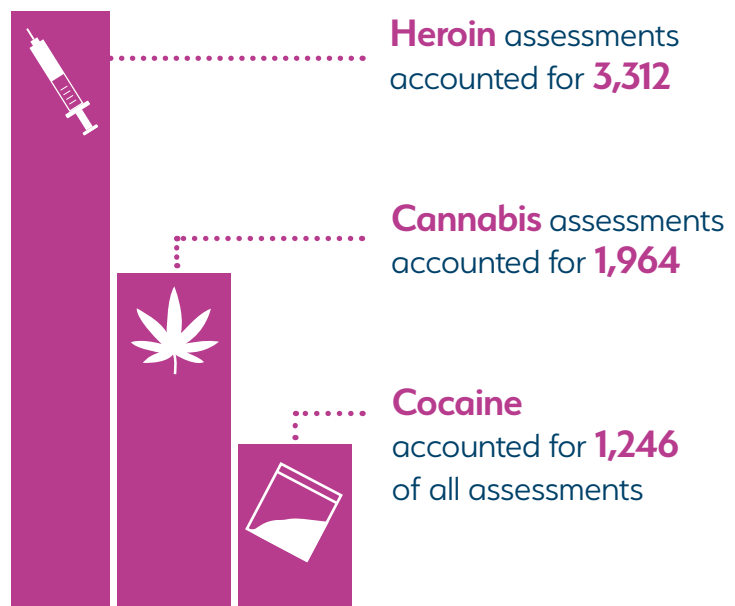 Heroin assessments
accounted for 3,312
Cannabis assessments
accounted for 1,964
Cocaine
accounted for 1,246
of all assessments